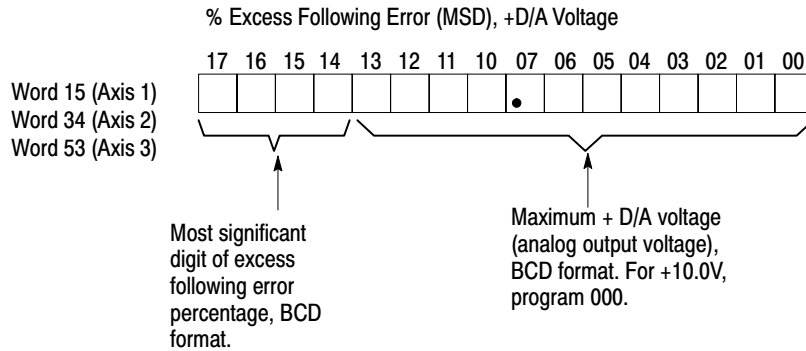 % Excess Following Error (MSD), +D/A Voltage
17 16 15 14 13 12 11 10 07 06 05 04 03 02 01 00
Word 15 (Axis 1)
Word 34 (Axis 2)
Word 53 (Axis 3)
Most significant
digit of excess
following error
percentage, BCD
format.
Maximum + D/A voltage
(analog output voltage),
BCD format. For +10.0V,
program 000.